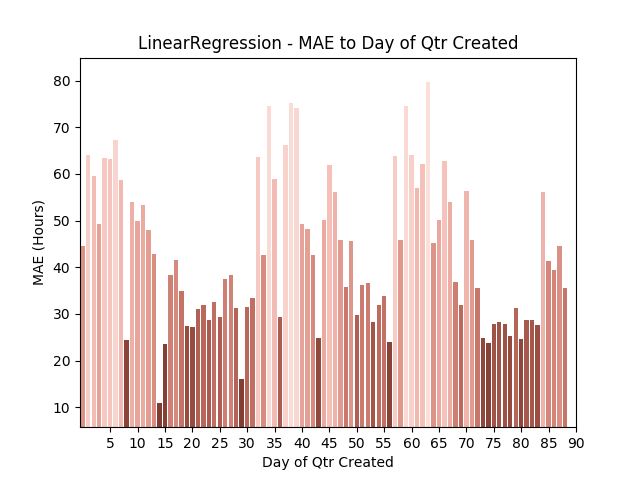 LinearRegression - MAE to Day of Qtr Created
MAE (Hours)
80
70
60
50
40
30
20
10
5 10 15 20 25 30 35 40 45 50 55 60 65 70 75 80 85 90
Day of Qtr Created